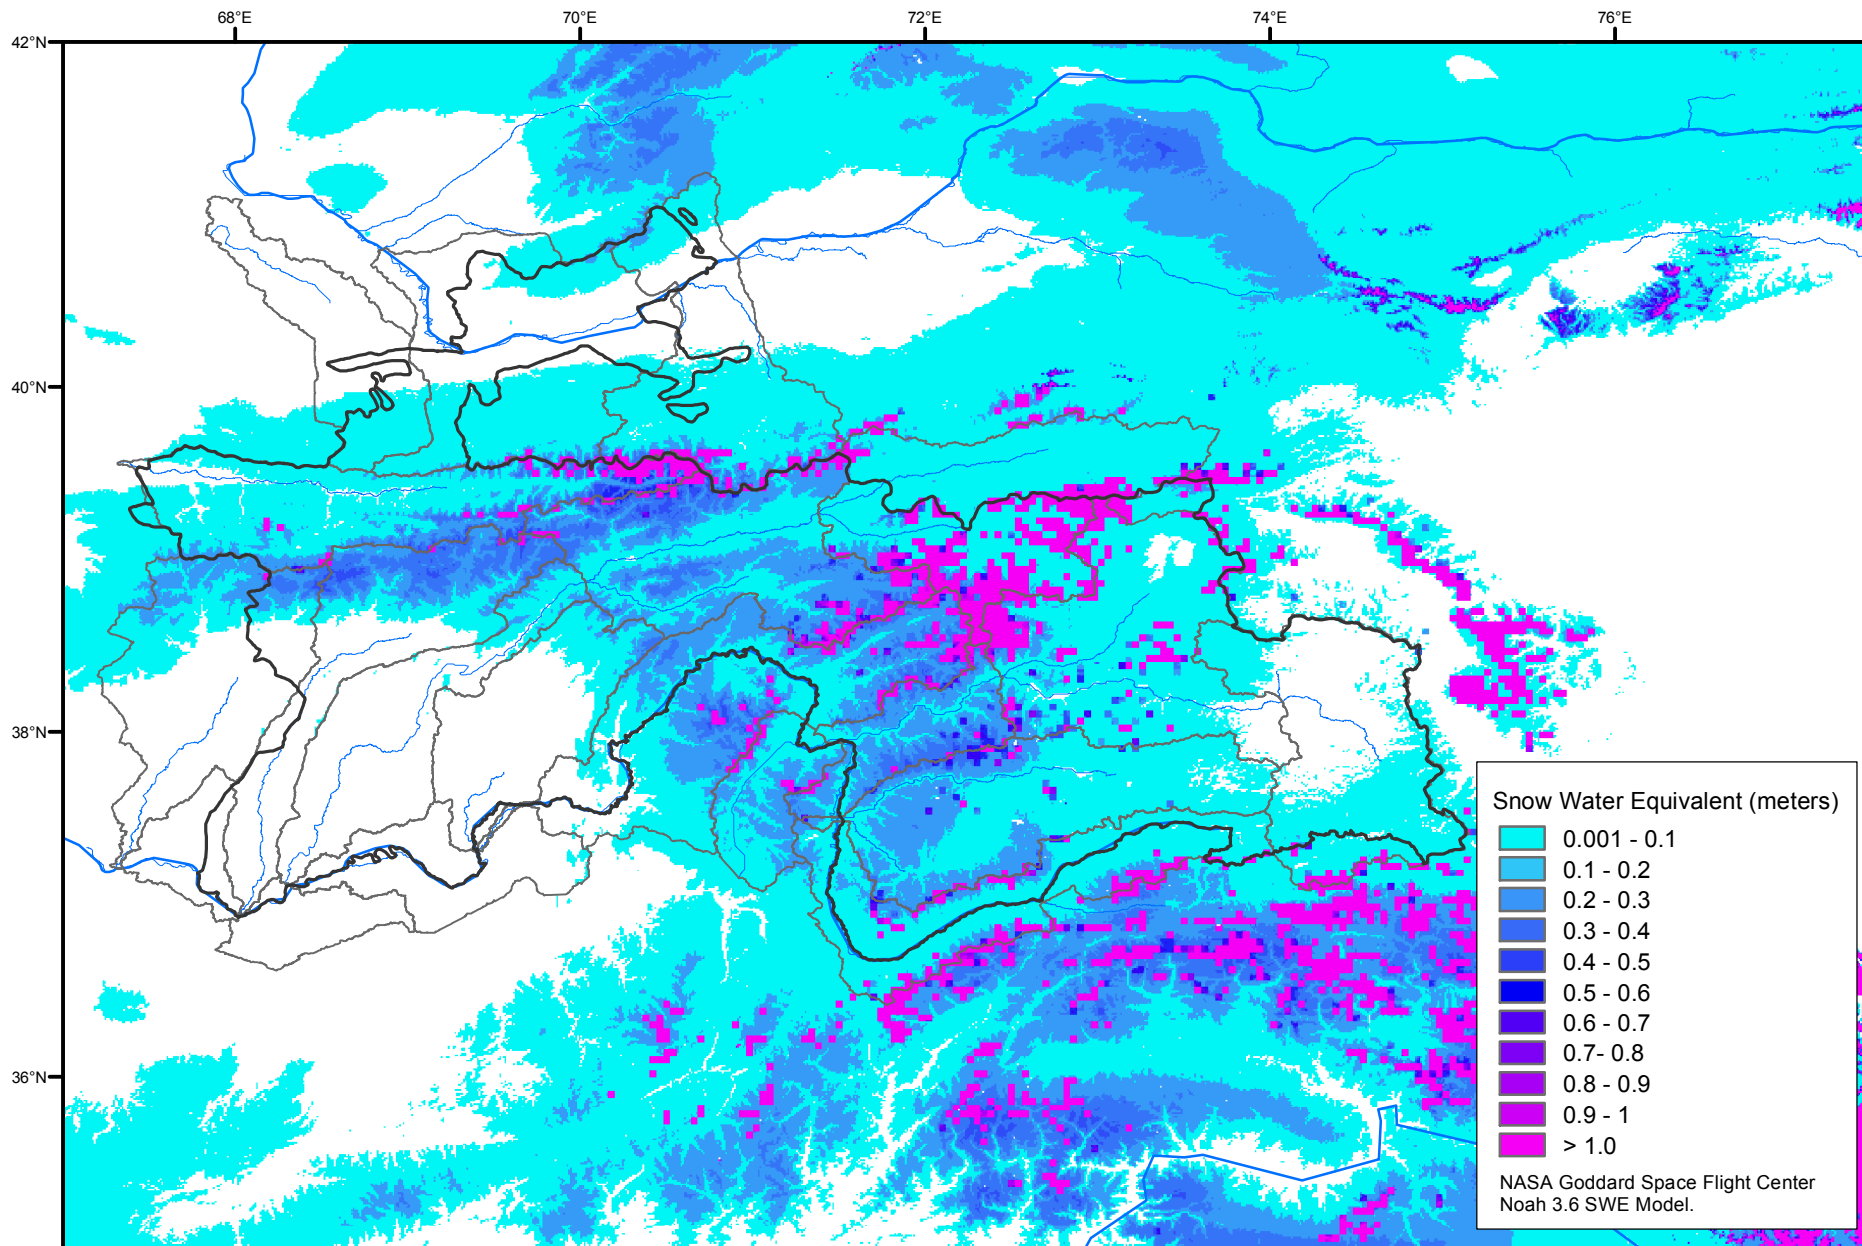 68°E
70°E
72°E
74°E
76°E
42°N
40°N
38°N
36°N
Snow Water Equivalent (meters)
0.001 - 0.1
0.1 - 0.2
0.2 - 0.3
0.3 - 0.4
0.4 - 0.5
0.5 - 0.6
0.6 - 0.7
0.7- 0.8
0.8 - 0.9
0.9 - 1
> 1.0
NASA Goddard Space Flight Center
Noah 3.6 SWE Model.